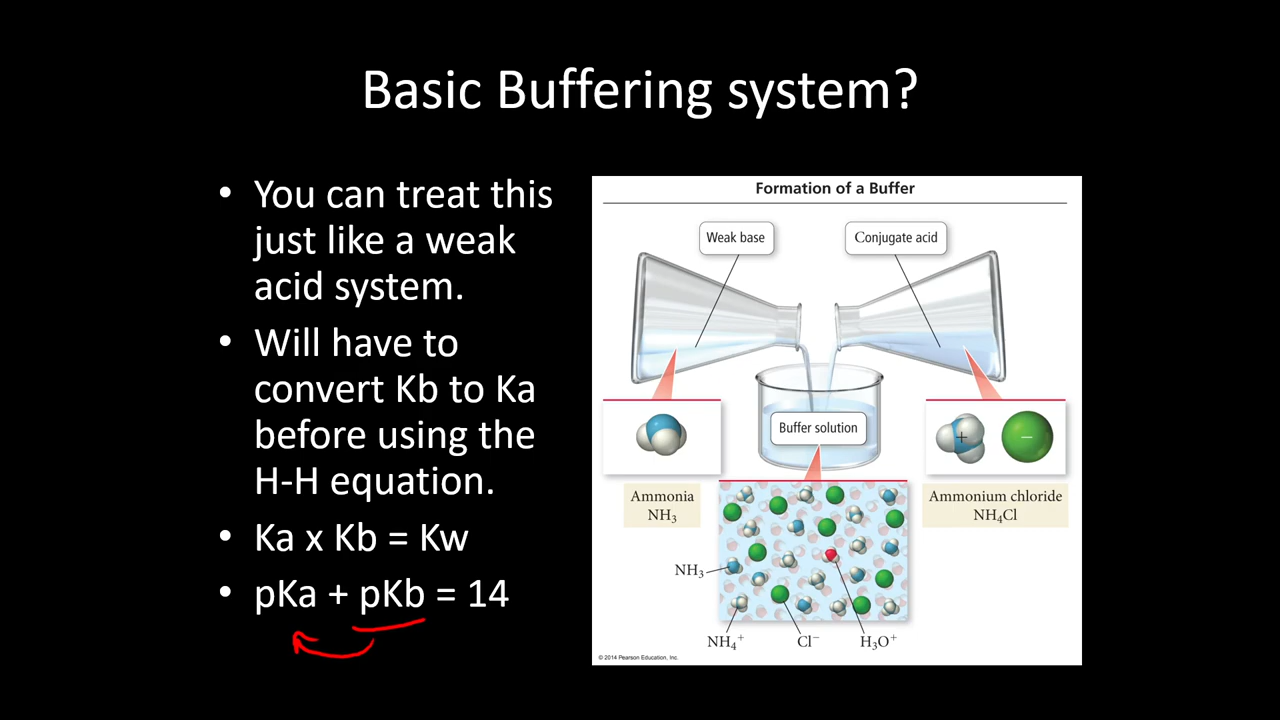 Basic Buffering system?
• You can treat this
just like a weak
acid system.
• Will have to
convert Kb to Ka
before using the
H-H equation.
• Ka x Kb = Kw
• pKa + pKb = 14
Formation of a Buffer
Weak base
Conjugate acid
Buffer solution
+
−
Ammonia
NH₃
Ammonium chloride
NH₄Cl
NH₃
NH₄⁺
Cl⁻
H₃O⁺
© 2014 Pearson Education, Inc.